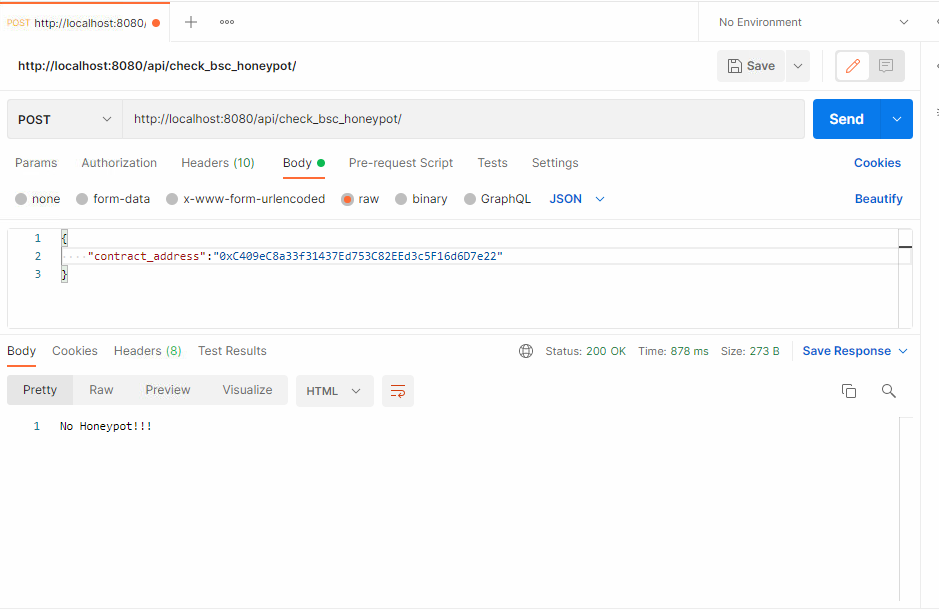 POST http://localhost:8080/
No Environment
http://localhost:8080/api/check_bsc_honeypot/
Save
POST http://localhost:8080/api/check_bsc_honeypot/
Send
Params Authorization Headers (10) Body Pre-request Script Tests Settings Cookies
none form-data x-www-form-urlencoded raw binary GraphQL JSON Beautify
1 {
2 "contract_address":"0xC409eC8a33f31437Ed753C82EEd3c5F16d6D7e22"
3 }
Body Cookies Headers (8) Test Results Status: 200 OK Time: 878 ms Size: 273 B Save Response
Pretty Raw Preview Visualize HTML
1 No Honeypot!!!